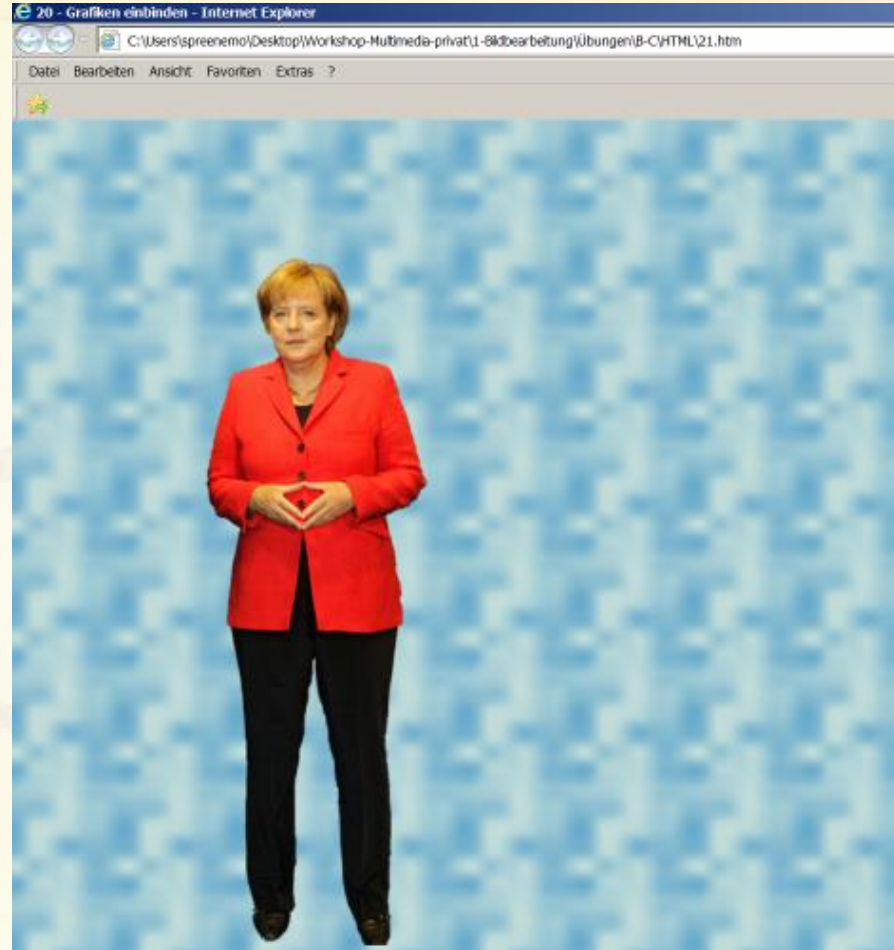 20 - Grafiken einbinden - Internet Explorer
C:\Users\spreenemo\Desktop\Workshop-Multimedia-privat\1-Bildbearbeitung\Übungen\B-C\HTML\21.htm
Datei Bearbeiten Ansicht Favoriten Extras ?